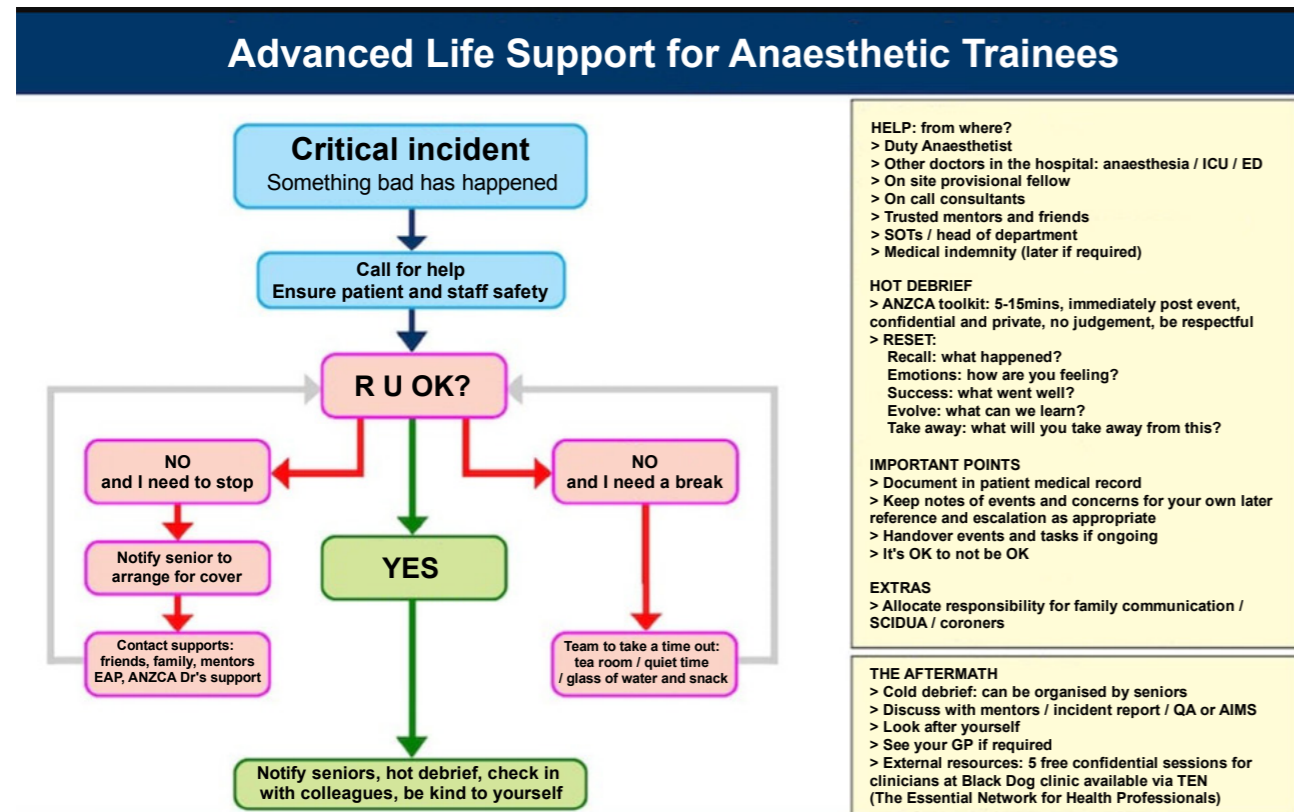 Advanced Life Support for Anaesthetic Trainees
Critical incident
Something bad has happened
Call for help
Ensure patient and staff safety
R U OK?
NO
and I need to stop
Notify senior to
arrange for cover
Contact supports:
friends, family, mentors
EAP, ANZCA Dr's support
YES
NO
and I need a break
Team to take a time out:
tea room / quiet time
/ glass of water and snack
Notify seniors, hot debrief, check in
with colleagues, be kind to yourself
HELP: from where?
> Duty Anaesthetist
> Other doctors in the hospital: anaesthesia / ICU / ED
> On site provisional fellow
> On call consultants
> Trusted mentors and friends
> SOTs / head of department
> Medical indemnity (later if required)
HOT DEBRIEF
> ANZCA toolkit: 5-15mins, immediately post event,
confidential and private, no judgement, be respectful
> RESET:
Recall: what happened?
Emotions: how are you feeling?
Success: what went well?
Evolve: what can we learn?
Take away: what will you take away from this?
IMPORTANT POINTS
> Document in patient medical record
> Keep notes of events and concerns for your own later
reference and escalation as appropriate
> Handover events and tasks if ongoing
> It's OK to not be OK
EXTRAS
> Allocate responsibility for family communication /
SCIDUA / coroners
THE AFTERMATH
> Cold debrief: can be organised by seniors
> Discuss with mentors / incident report / QA or AIMS
> Look after yourself
> See your GP if required
> External resources: 5 free confidential sessions for
clinicians at Black Dog clinic available via TEN
(The Essential Network for Health Professionals)